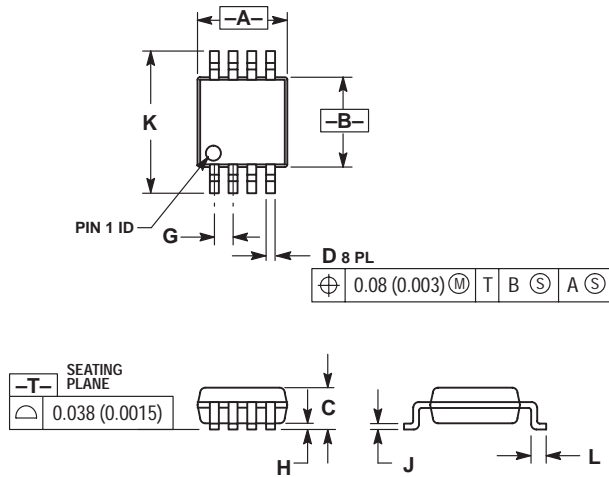 –A–
K
–B–
PIN 1 ID
G
D 8 PL
⌖ 0.08 (0.003) Ⓜ T B Ⓢ A Ⓢ
–T– SEATING
PLANE
⌓ 0.038 (0.0015)
C
H
J
L